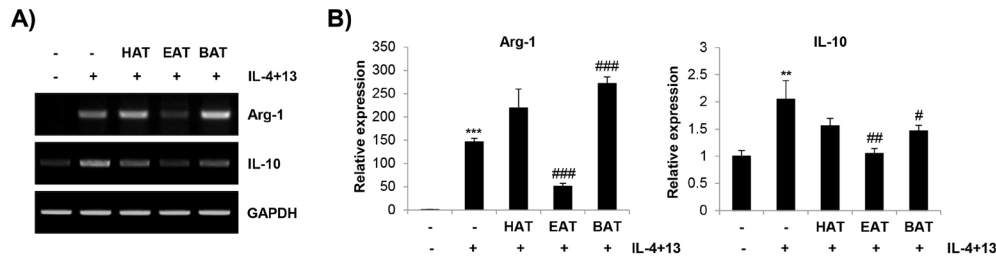 A)
- - HAT EAT BAT
- + + + + IL-4+13
Arg-1
IL-10
GAPDH
B)
Arg-1
Relative expression
350
300
250
200
150
100
50
0
***
###
###
- - HAT EAT BAT
- + + + + IL-4+13
IL-10
Relative expression
3
2.5
2
1.5
1
0.5
0
**
##
#
- - HAT EAT BAT
- + + + + IL-4+13